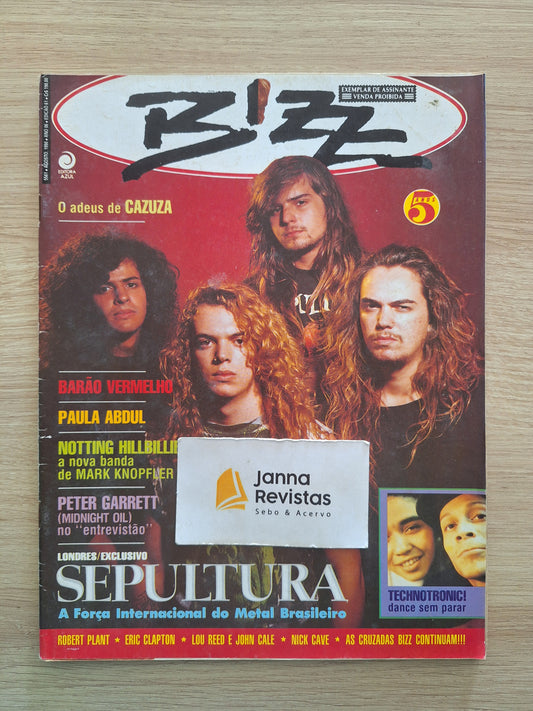 EXEMPLAR DE ASSINANTE
VENDA PROIBIDA
BIZZ
EDITORA
AZUL
5 ANOS
O adeus de CAZUZA
BARÃO VERMELHO
PAULA ABDUL
NOTTING HILLBILLIE
a nova banda
de MARK KNOPFLER
PETER GARRETT
(MIDNIGHT OIL)
no "entrevistão"
Janna
Revistas
Sebo & Acervo
LONDRES/EXCLUSIVO
SEPULTURA
A Força Internacional do Metal Brasileiro
TECHNOTRONIC!
dance sem parar
ROBERT PLANT ★ ERIC CLAPTON ★ LOU REED E JOHN CALE ★ NICK CAVE ★ AS CRUZADAS BIZZ CONTINUAM!!!